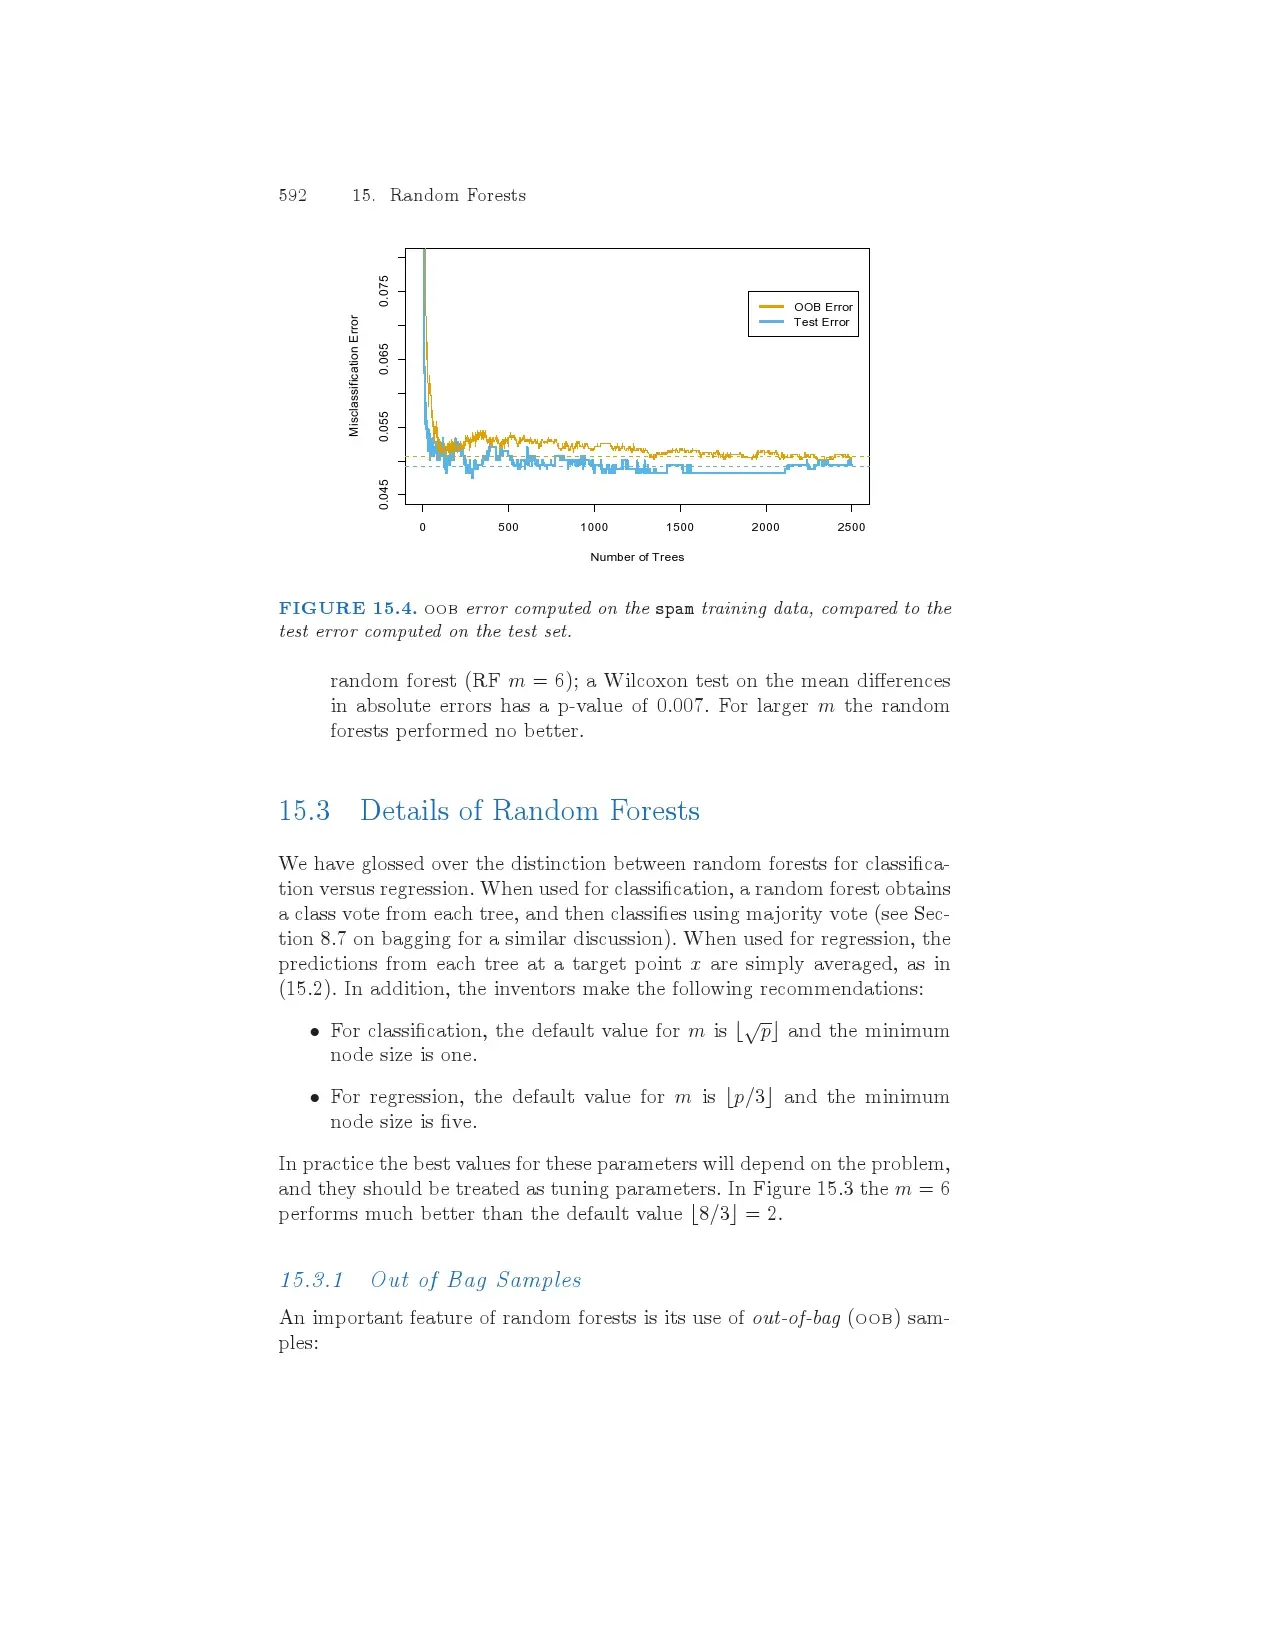 592 15. Random Forests
0.075
0.065
0.055
0.045
Misclassification Error
OOB Error
Test Error
0 500 1000 1500 2000 2500
Number of Trees
FIGURE 15.4. OOB error computed on the spam training data, compared to the
test error computed on the test set.
random forest (RF m = 6); a Wilcoxon test on the mean differences
in absolute errors has a p-value of 0.007. For larger m the random
forests performed no better.
15.3 Details of Random Forests
We have glossed over the distinction between random forests for classifica-
tion versus regression. When used for classification, a random forest obtains
a class vote from each tree, and then classifies using majority vote (see Sec-
tion 8.7 on bagging for a similar discussion). When used for regression, the
predictions from each tree at a target point x are simply averaged, as in
(15.2). In addition, the inventors make the following recommendations:
• For classification, the default value for m is ⌊√p⌋ and the minimum
node size is one.
• For regression, the default value for m is ⌊p/3⌋ and the minimum
node size is five.
In practice the best values for these parameters will depend on the problem,
and they should be treated as tuning parameters. In Figure 15.3 the m = 6
performs much better than the default value ⌊8/3⌋ = 2.
15.3.1 Out of Bag Samples
An important feature of random forests is its use of out-of-bag (OOB) sam-
ples: